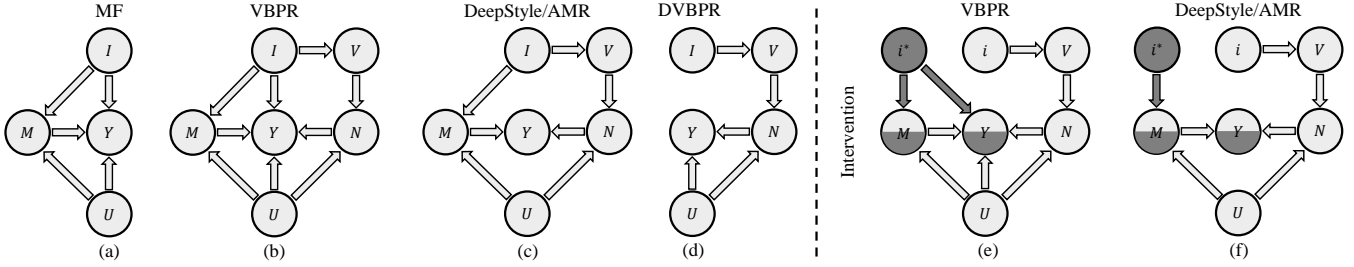 MF
I
M
Y
U
(a)
VBPR
I
V
M
Y
N
U
(b)
DeepStyle/AMR
I
V
M
Y
N
U
(c)
DVBPR
I
V
Y
N
U
(d)
Intervention
VBPR
i*
i
V
M
Y
N
U
(e)
DeepStyle/AMR
i*
i
V
M
Y
N
U
(f)